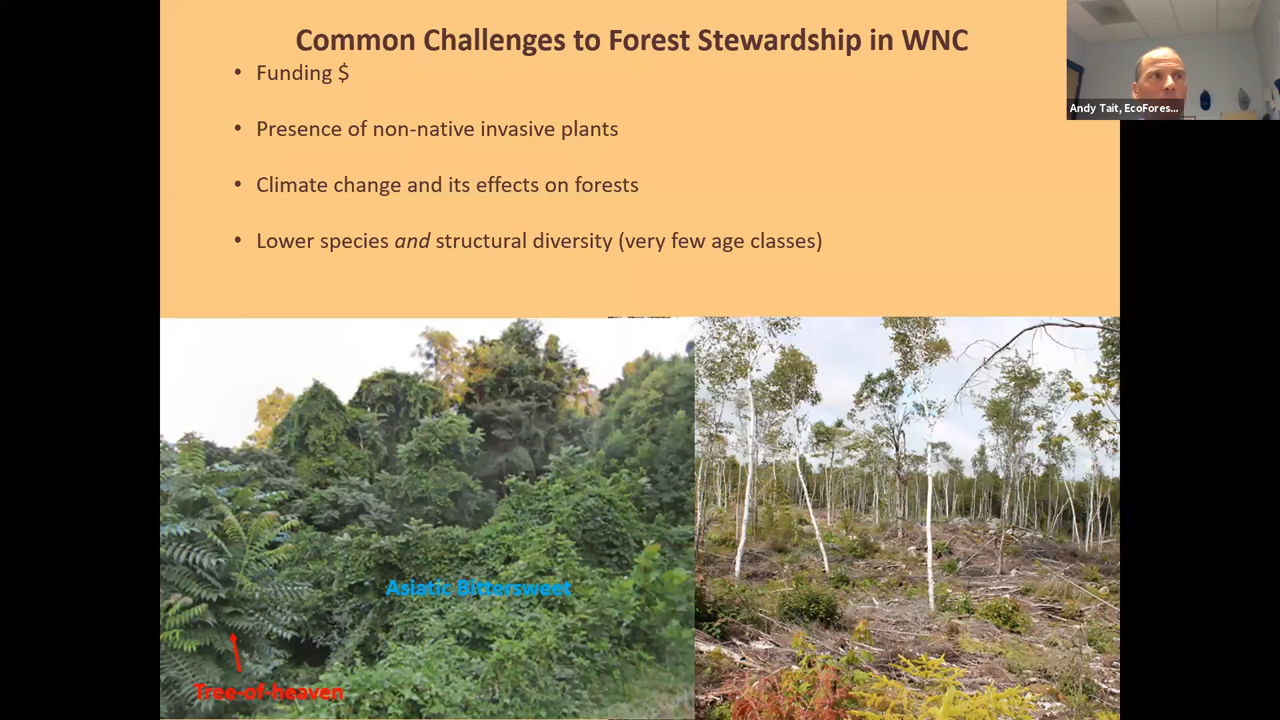 Common Challenges to Forest Stewardship in WNC
• Funding $
• Presence of non-native invasive plants
• Climate change and its effects on forests
• Lower species and structural diversity (very few age classes)
Andy Tait, EcoFores...
Asiatic Bittersweet
Tree-of-heaven